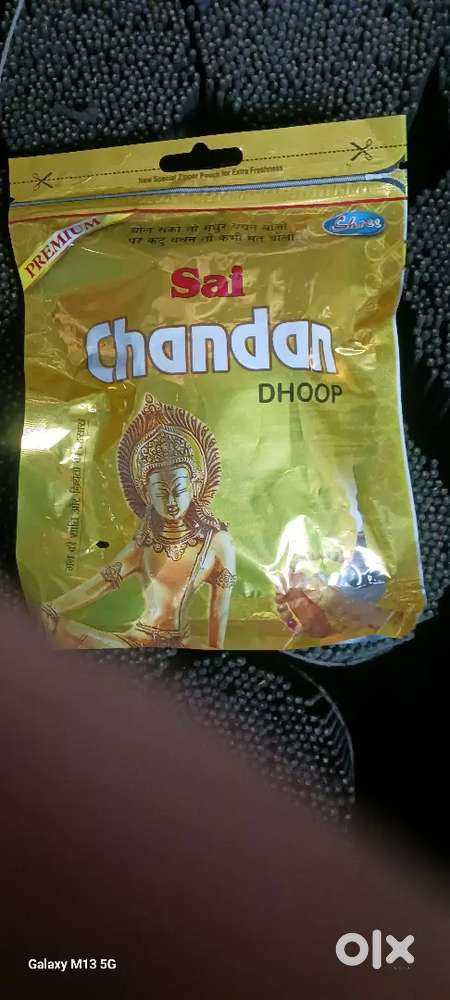 New Special Zipper Pouch for Extra Freshness
PREMIUM
बोल सको तो मधुर वचन बोलो
पर कटु वचन तो कभी मत बोलो
Shree
Sai
Chandan
DHOOP
Galaxy M13 5G
olx
INDIA